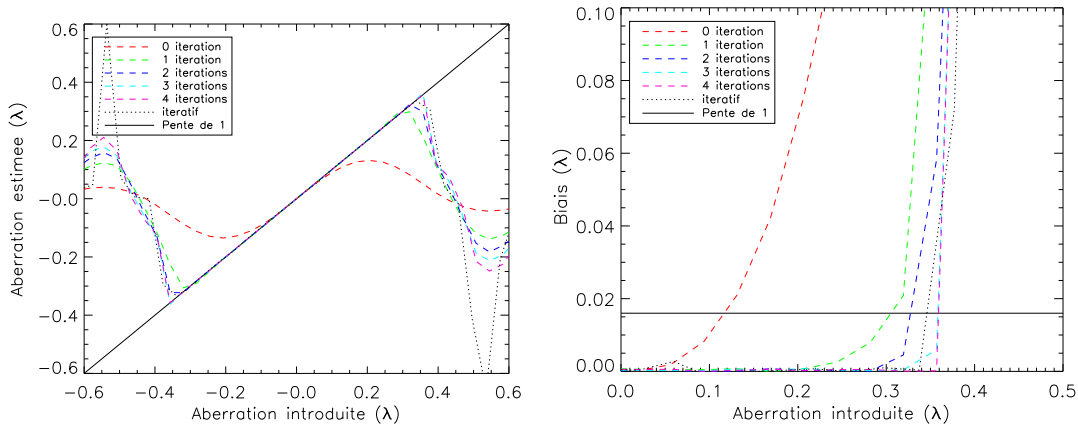 0.6
0.4
0.2
−0.0
−0.2
−0.4
−0.6
Aberration estimee (λ)
0 iteration
1 iteration
2 iterations
3 iterations
4 iterations
iteratif
Pente de 1
−0.6
−0.4
−0.2
−0.0
0.2
0.4
0.6
Aberration introduite (λ)
0.10
0.08
0.06
0.04
0.02
0.00
Biais (λ)
0 iteration
1 iteration
2 iterations
3 iterations
4 iterations
iteratif
Pente de 1
0.0
0.1
0.2
0.3
0.4
0.5
Aberration introduite (λ)